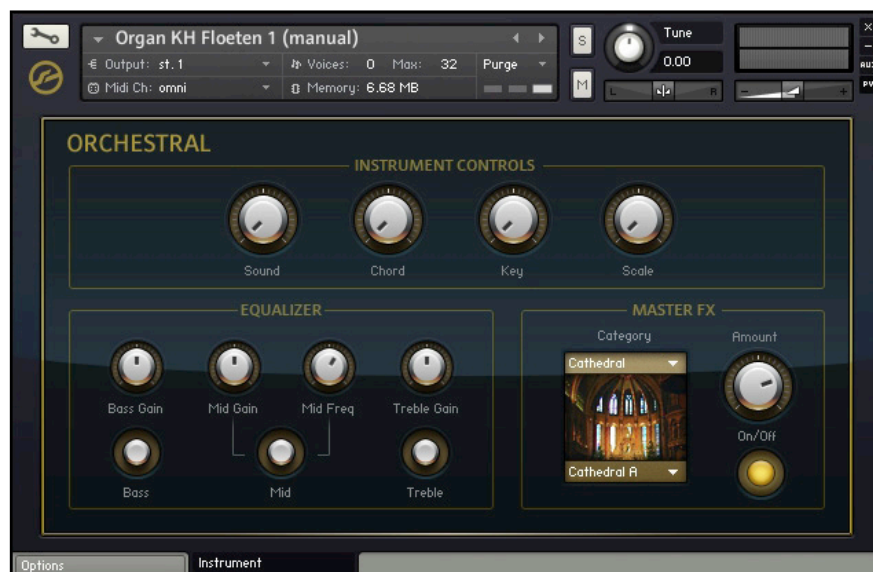 Organ KH Floeten 1 (manual)
Output: st. 1
Voices: 0 Max: 32
Purge
Midi Ch: omni
Memory: 6.68 MB
S
M
Tune
0.00
L R
- +
X
-
AUX
PV
ORCHESTRAL
INSTRUMENT CONTROLS
Sound Chord Key Scale
EQUALIZER
Bass Gain Mid Gain Mid Freq Treble Gain
Bass Mid Treble
MASTER FX
Category
Cathedral
Cathedral A
Amount
On/Off
Options
Instrument